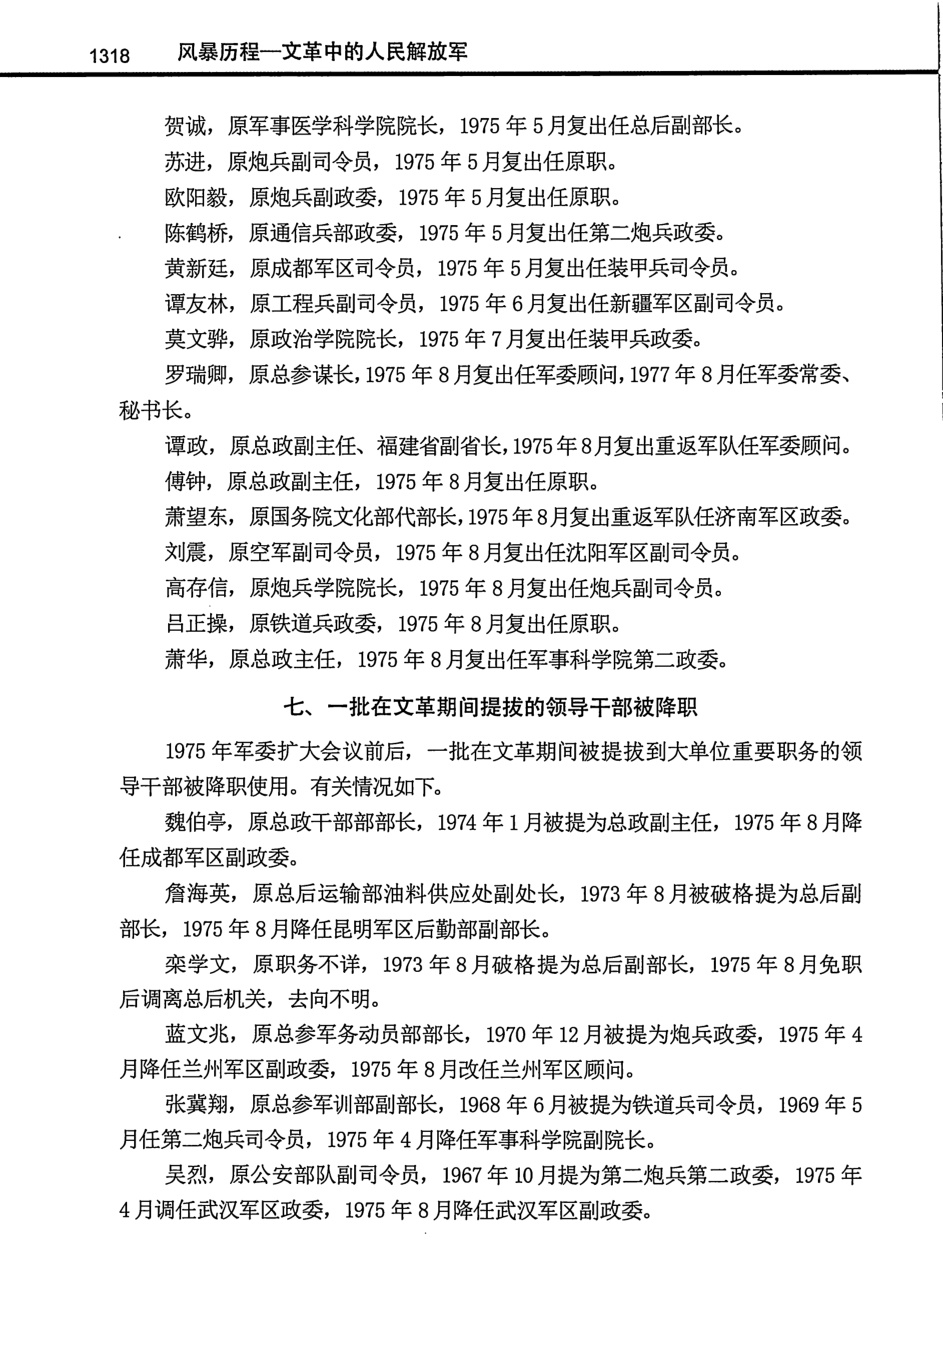 1318 风暴历程—文革中的人民解放军
贺诚，原军事医学科学院院长，1975 年 5 月复出任总后副部长。
苏进，原炮兵副司令员，1975 年 5 月复出任原职。
欧阳毅，原炮兵副政委，1975 年 5 月复出任原职。
陈鹤桥，原通信兵部政委，1975 年 5 月复出任第二炮兵政委。
黄新廷，原成都军区司令员，1975 年 5 月复出任装甲兵司令员。
谭友林，原工程兵副司令员，1975 年 6 月复出任新疆军区副司令员。
莫文骅，原政治学院院长，1975 年 7 月复出任装甲兵政委。
罗瑞卿，原总参谋长，1975 年 8 月复出任军委顾问，1977 年 8 月任军委常委、
秘书长。
谭政，原总政副主任、福建省副省长，1975 年 8 月复出重返军队任军委顾问。
傅钟，原总政副主任，1975 年 8 月复出任原职。
萧望东，原国务院文化部代部长，1975 年 8 月复出重返军队任济南军区政委。
刘震，原空军副司令员，1975 年 8 月复出任沈阳军区副司令员。
高存信，原炮兵学院院长，1975 年 8 月复出任炮兵副司令员。
吕正操，原铁道兵政委，1975 年 8 月复出任原职。
萧华，原总政主任，1975 年 8 月复出任军事科学院第二政委。
七、一批在文革期间提拔的领导干部被降职
1975 年军委扩大会议前后，一批在文革期间被提拔到大单位重要职务的领
导干部被降职使用。有关情况如下。
魏伯亭，原总政干部部部长，1974 年 1 月被提为总政副主任，1975 年 8 月降
任成都军区副政委。
詹海英，原总后运输部油料供应处副处长，1973 年 8 月被破格提为总后副
部长，1975 年 8 月降任昆明军区后勤部副部长。
栾学文，原职务不详，1973 年 8 月破格提为总后副部长，1975 年 8 月免职
后调离总后机关，去向不明。
蓝文兆，原总参军务动员部部长，1970 年 12 月被提为炮兵政委，1975 年 4
月降任兰州军区副政委，1975 年 8 月改任兰州军区顾问。
张冀翔，原总参军训部副部长，1968 年 6 月被提为铁道兵司令员，1969 年 5
月任第二炮兵司令员，1975 年 4 月降任军事科学院副院长。
吴烈，原公安部队副司令员，1967 年 10 月提为第二炮兵第二政委，1975 年
4 月调任武汉军区政委，1975 年 8 月降任武汉军区副政委。